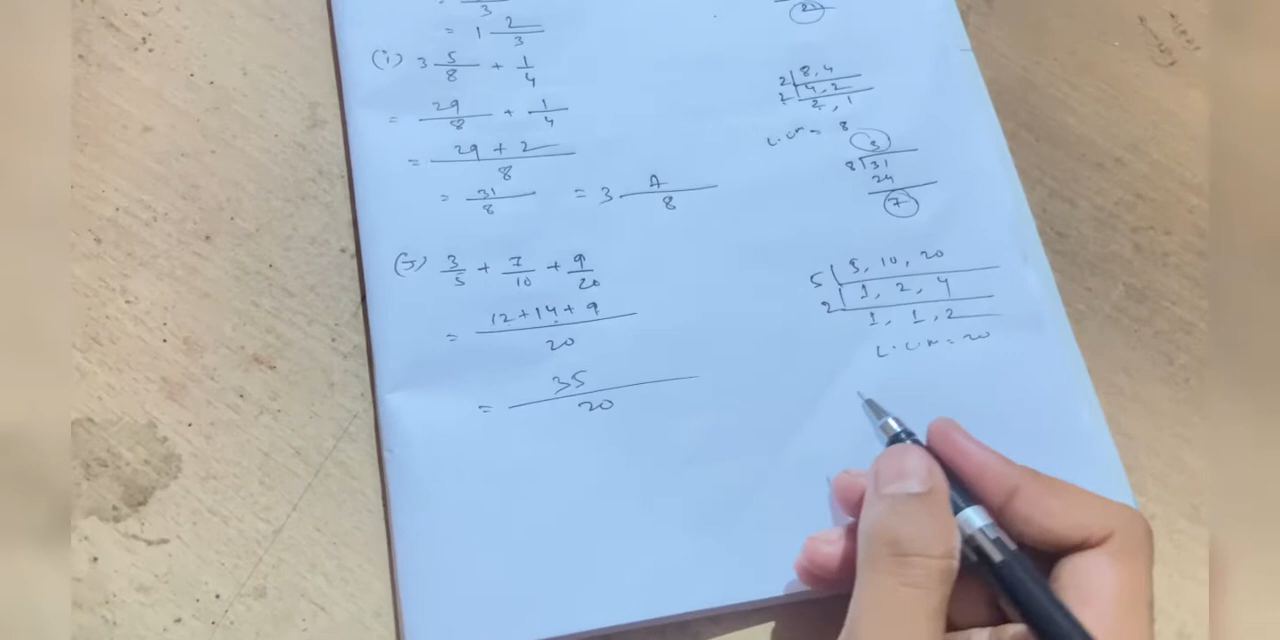 3
= 1 2/3
2
(i) 3 5/8 + 1/4
= 29/8 + 1/4
= (29 + 2)/8
= 31/8 = 3 7/8
2 | 8, 4
2 | 4, 2
2, 1
L.C.M = 8
3
8 | 31
24
7
(J) 3/5 + 7/10 + 9/20
= (12 + 14 + 9)/20
= 35/20
5 | 5, 10, 20
2 | 1, 2, 4
1, 1, 2
L.C.M = 20